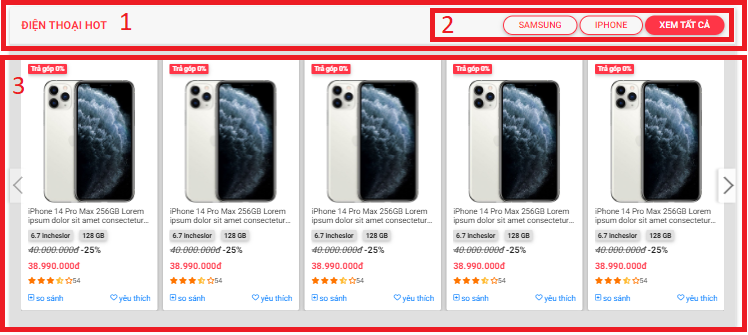 ĐIỆN THOẠI HOT 1 2 SAMSUNG IPHONE XEM TẤT CẢ
3
Trả góp 0% Trả góp 0% Trả góp 0% Trả góp 0% Trả góp 0%
iPhone 14 Pro Max 256GB Lorem iPhone 14 Pro Max 256GB Lorem iPhone 14 Pro Max 256GB Lorem iPhone 14 Pro Max 256GB Lorem iPhone 14 Pro Max 256GB Lorem
ipsum dolor sit amet consectetur... ipsum dolor sit amet consectetur... ipsum dolor sit amet consectetur... ipsum dolor sit amet consectetur... ipsum dolor sit amet consectetur...
6.7 incheslor 128 GB 6.7 incheslor 128 GB 6.7 incheslor 128 GB 6.7 incheslor 128 GB 6.7 incheslor 128 GB
40.000.000đ -25% 40.000.000đ -25% 40.000.000đ -25% 40.000.000đ -25% 40.000.000đ -25%
38.990.000đ 38.990.000đ 38.990.000đ 38.990.000đ 38.990.000đ
54 54 54 54 54
so sánh yêu thích so sánh yêu thích so sánh yêu thích so sánh yêu thích so sánh yêu thích